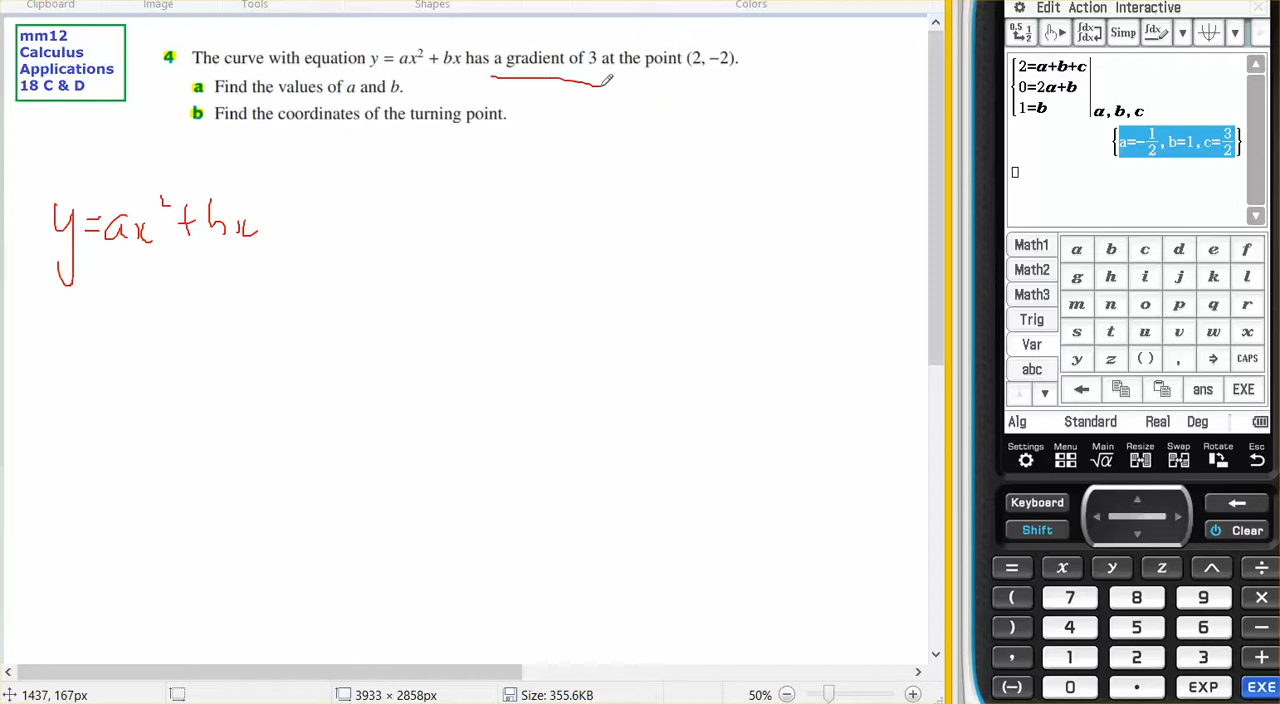 Clipboard Image Tools Shapes Colors
mm12
Calculus
Applications
18 C & D
4 The curve with equation y = ax² + bx has a gradient of 3 at the point (2, −2).
a Find the values of a and b.
b Find the coordinates of the turning point.
y=ax²+bx
Edit Action Interactive
Simp
2=a+b+c
0=2a+b
1=b
a, b, c
{a=-1/2, b=1, c=3/2}
Math1 a b c d e f
Math2 g h i j k l
Math3 m n o p q r
Trig s t u v w x
Var y z ( ) , ⇒ CAPS
abc ans EXE
Alg Standard Real Deg
Settings Menu Main Resize Swap Rotate Esc
Keyboard
Shift Clear
= x y z ^ ÷
( 7 8 9 ×
) 4 5 6 −
, 1 2 3 +
(−) 0 . EXP EXE
1437, 167px 3933 × 2858px Size: 355.6KB 50%